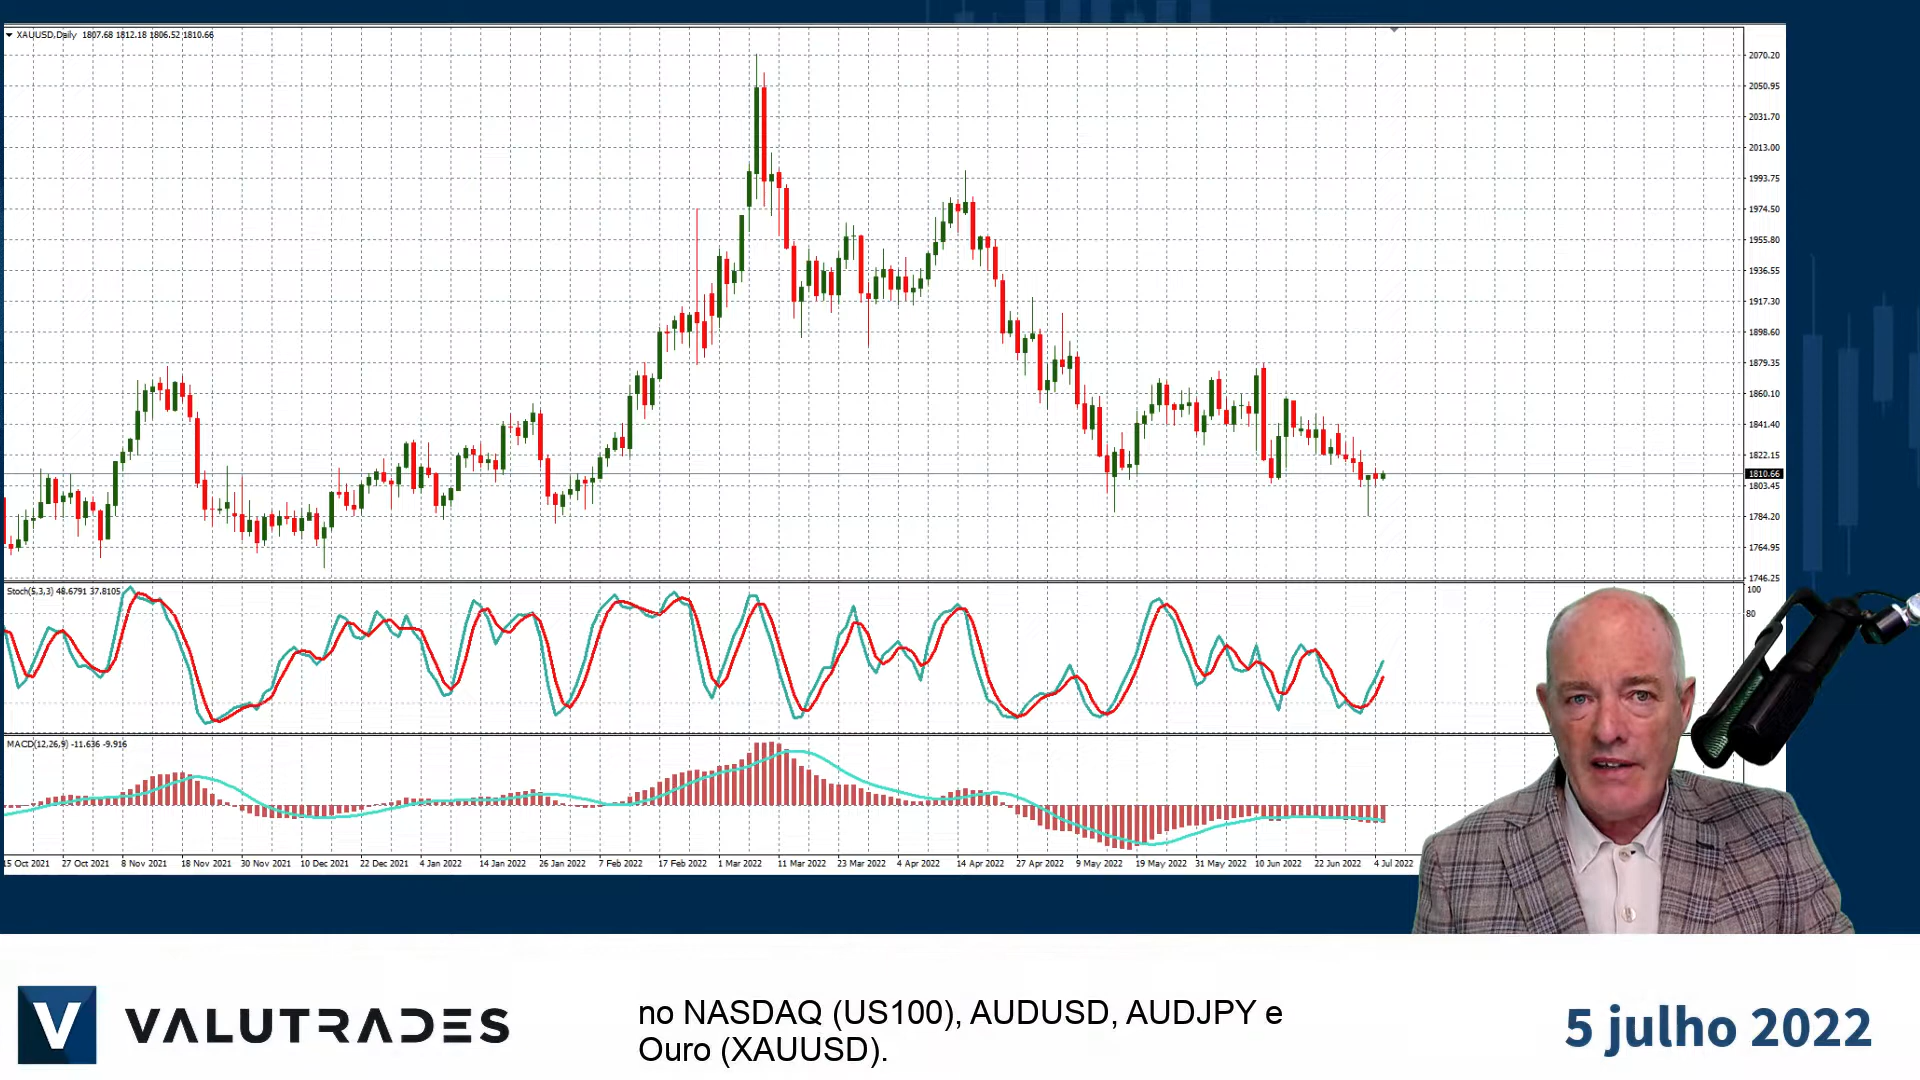 XAUUSD,Daily 1807.68 1812.18 1806.52 1810.66
2070.20
2050.95
2031.70
2013.00
1993.75
1974.50
1955.80
1936.55
1917.30
1898.60
1879.35
1860.10
1841.40
1822.15
1810.66
1803.45
1784.20
1764.95
1746.25
Stoch(5,3,3) 48.6791 37.8105
100
80
MACD(12,26,9) -11.636 -9.916
15 Oct 2021 27 Oct 2021 8 Nov 2021 18 Nov 2021 30 Nov 2021 10 Dec 2021 22 Dec 2021 4 Jan 2022 14 Jan 2022 26 Jan 2022 7 Feb 2022 17 Feb 2022 1 Mar 2022 11 Mar 2022 23 Mar 2022 4 Apr 2022 14 Apr 2022 27 Apr 2022 9 May 2022 19 May 2022 31 May 2022 10 Jun 2022 22 Jun 2022 4 Jul 2022
V VALUTRADES
no NASDAQ (US100), AUDUSD, AUDJPY e
Ouro (XAUUSD).
5 julho 2022